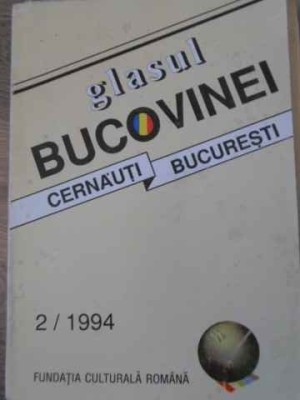 glasul
BUCOVINEI
CERNĂUȚI
BUCUREȘTI
2 / 1994
FUNDAȚIA CULTURALĂ ROMÂNĂ